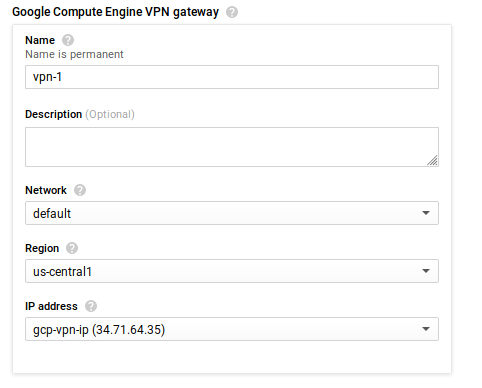 Google Compute Engine VPN gateway
Name
Name is permanent
vpn-1
Description (Optional)
Network
default
Region
us-central1
IP address
gcp-vpn-ip (34.71.64.35)